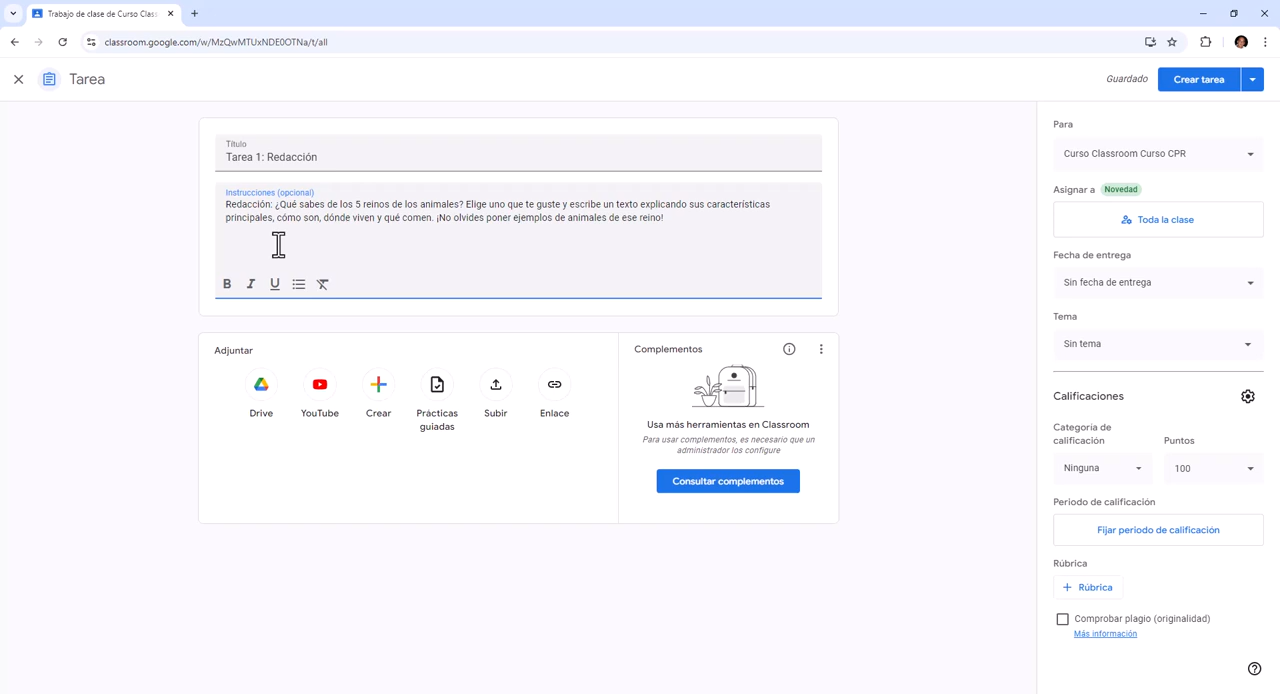 Trabajo de clase de Curso Clas
classroom.google.com/w/MzQwMTUxNDE0OTNa/t/all
Tarea
Guardado
Crear tarea
Título
Tarea 1: Redacción
Instrucciones (opcional)
Redacción: ¿Qué sabes de los 5 reinos de los animales? Elige uno que te guste y escribe un texto explicando sus características
principales, cómo son, dónde viven y qué comen. ¡No olvides poner ejemplos de animales de ese reino!
B I U
Adjuntar
Drive
YouTube
Crear
Prácticas
guiadas
Subir
Enlace
Complementos
Usa más herramientas en Classroom
Para usar complementos, es necesario que un
administrador los configure
Consultar complementos
Para
Curso Classroom Curso CPR
Asignar a Novedad
Toda la clase
Fecha de entrega
Sin fecha de entrega
Tema
Sin tema
Calificaciones
Categoría de
calificación
Puntos
Ninguna
100
Periodo de calificación
Fijar periodo de calificación
Rúbrica
+ Rúbrica
Comprobar plagio (originalidad)
Más información